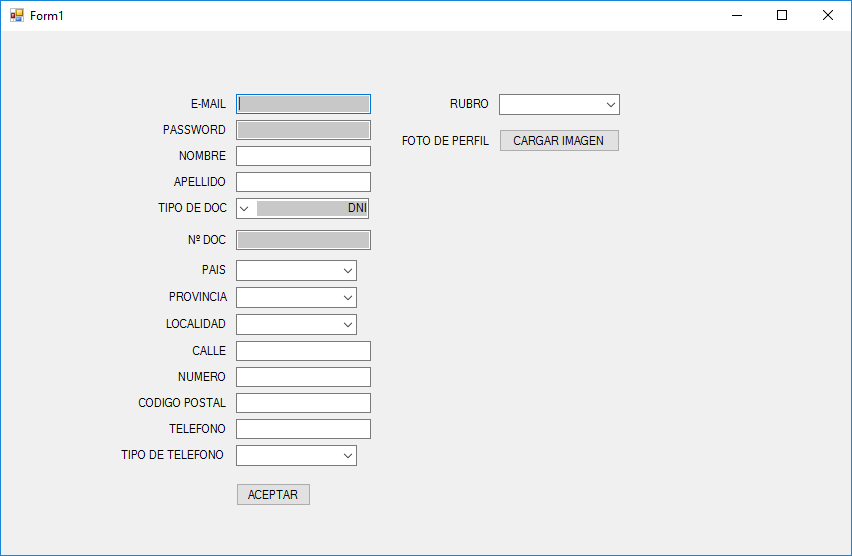 Form1
E-MAIL
PASSWORD
NOMBRE
APELLIDO
TIPO DE DOC DNI
Nº DOC
PAIS
PROVINCIA
LOCALIDAD
CALLE
NUMERO
CODIGO POSTAL
TELEFONO
TIPO DE TELEFONO
ACEPTAR
RUBRO
FOTO DE PERFIL CARGAR IMAGEN